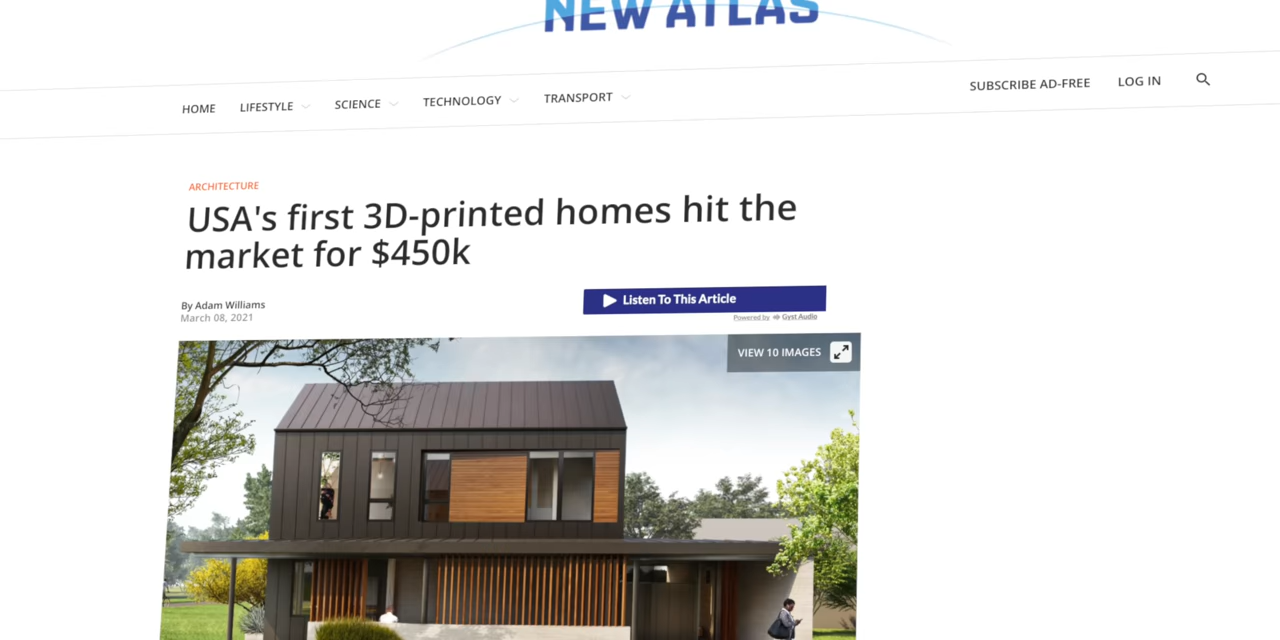 NEW ATLAS
HOME LIFESTYLE SCIENCE TECHNOLOGY TRANSPORT SUBSCRIBE AD-FREE LOG IN
ARCHITECTURE
USA's first 3D-printed homes hit the
market for $450k
By Adam Williams
March 08, 2021
Listen To This Article
Powered by Gyst Audio
VIEW 10 IMAGES